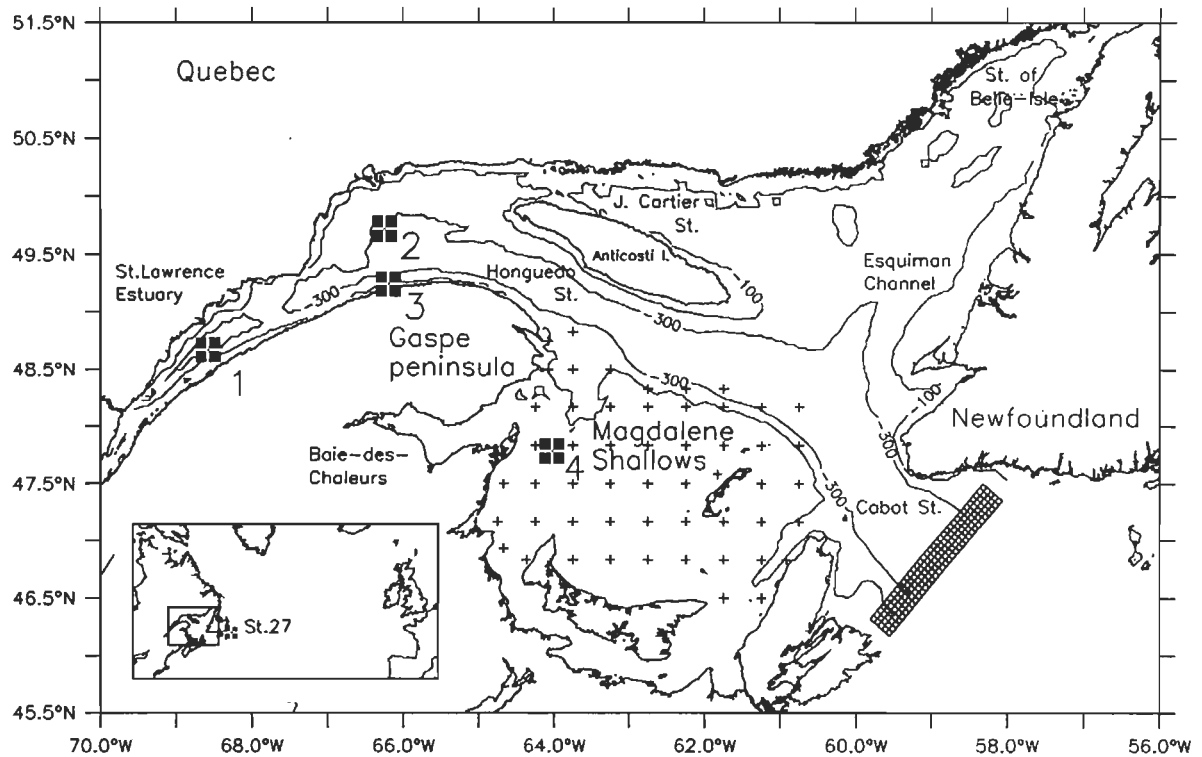 51.5°N
Quebec
St. of
Belle-Isle
50.5°N
J. Cartier
St.
2
49.5°N
Anticosti I.
Esquiman
Channel
St.Lawrence
Estuary
Honguedo
St.
-100
-300
3
-300
Gaspe
peninsula
48.5°N
1
-300
-100
Newfoundland
Magdalene
Shallows
-300
Baie-des-
Chaleurs
4
47.5°N
-300
Cabot St.
46.5°N
St.27
45.5°N
70.0°W 68.0°W 66.0°W 64.0°W 62.0°W 60.0°W 58.0°W 56.0°W